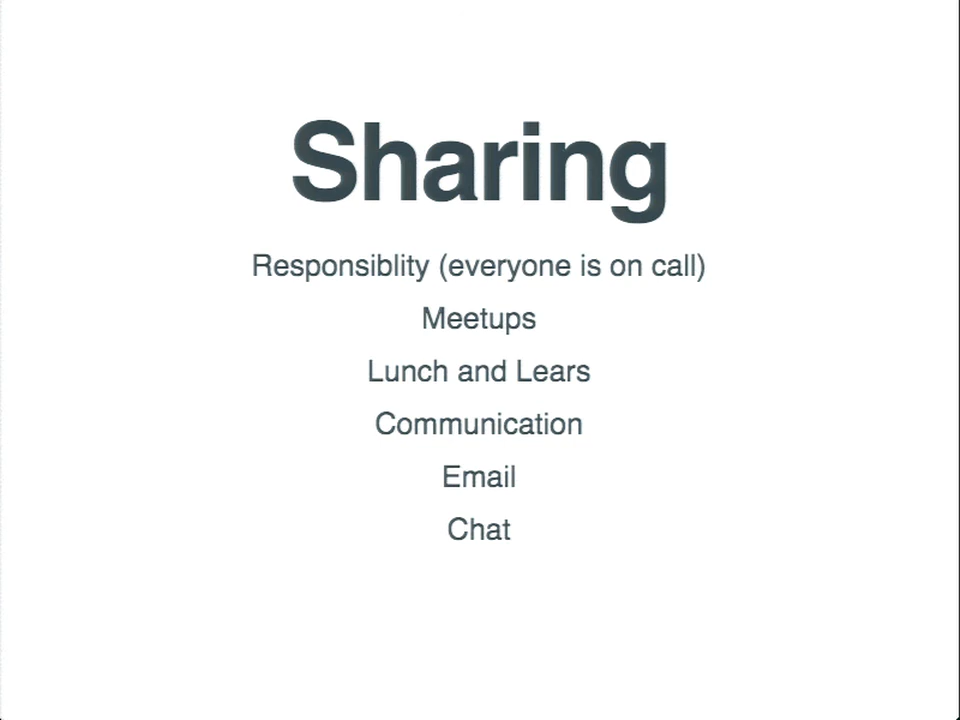 Sharing
Responsiblity (everyone is on call)
Meetups
Lunch and Lears
Communication
Email
Chat